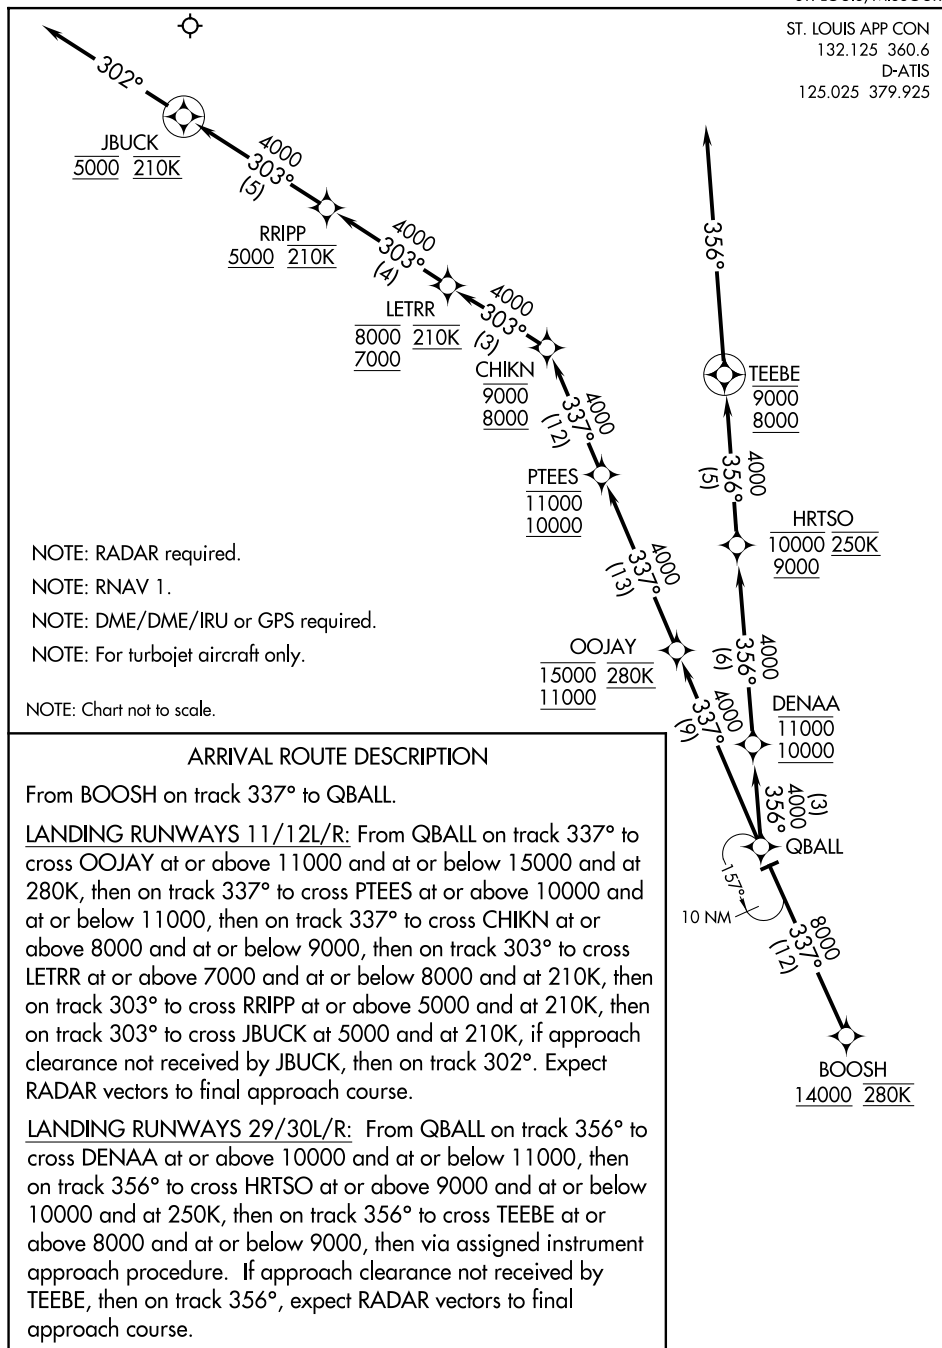 ST. LOUIS APP CON
132.125 360.6
D-ATIS
125.025 379.925
302°
JBUCK
5000 210K
4000
303°
(5)
RRIPP
5000 210K
4000
303°
(4)
LETRR
8000 210K
7000
4000
303°
(3)
CHIKN
9000
8000
4000
337°
(12)
PTEES
11000
10000
4000
337°
(13)
OOJAY
15000 280K
11000
4000
337°
(9)
356°
TEEBE
9000
8000
4000
356°
(5)
HRTSO
10000 250K
9000
4000
356°
(6)
DENAA
11000
10000
(3)
4000
356°
QBALL
157°
10 NM
8000
337°
(12)
BOOSH
14000 280K
NOTE: RADAR required.
NOTE: RNAV 1.
NOTE: DME/DME/IRU or GPS required.
NOTE: For turbojet aircraft only.
NOTE: Chart not to scale.
ARRIVAL ROUTE DESCRIPTION
From BOOSH on track 337° to QBALL.
LANDING RUNWAYS 11/12L/R: From QBALL on track 337° to
cross OOJAY at or above 11000 and at or below 15000 and at
280K, then on track 337° to cross PTEES at or above 10000 and
at or below 11000, then on track 337° to cross CHIKN at or
above 8000 and at or below 9000, then on track 303° to cross
LETRR at or above 7000 and at or below 8000 and at 210K, then
on track 303° to cross RRIPP at or above 5000 and at 210K, then
on track 303° to cross JBUCK at 5000 and at 210K, if approach
clearance not received by JBUCK, then on track 302°. Expect
RADAR vectors to final approach course.
LANDING RUNWAYS 29/30L/R: From QBALL on track 356° to
cross DENAA at or above 10000 and at or below 11000, then
on track 356° to cross HRTSO at or above 9000 and at or below
10000 and at 250K, then on track 356° to cross TEEBE at or
above 8000 and at or below 9000, then via assigned instrument
approach procedure. If approach clearance not received by
TEEBE, then on track 356°, expect RADAR vectors to final
approach course.